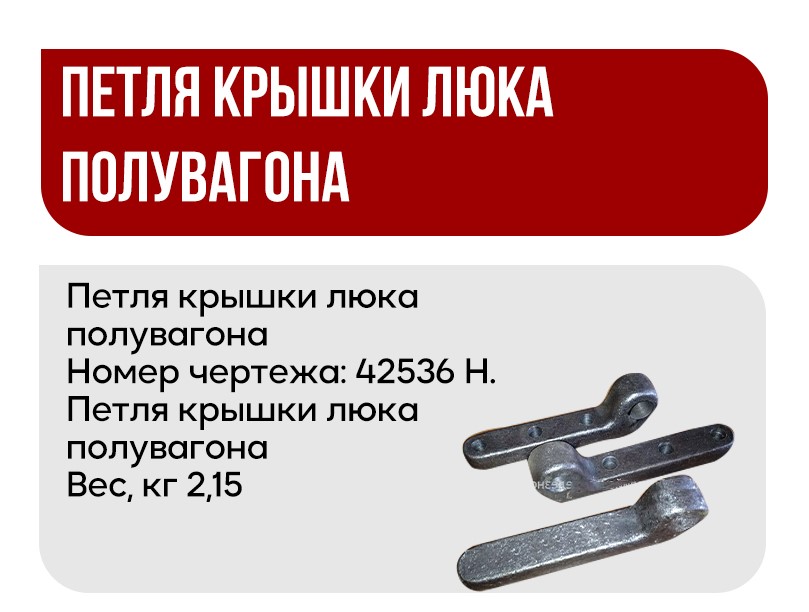 ПЕТЛЯ КРЫШКИ ЛЮКА
ПОЛУВАГОНА
Петля крышки люка
полувагона
Номер чертежа: 42536 Н.
Петля крышки люка
полувагона
Вес, кг 2,15